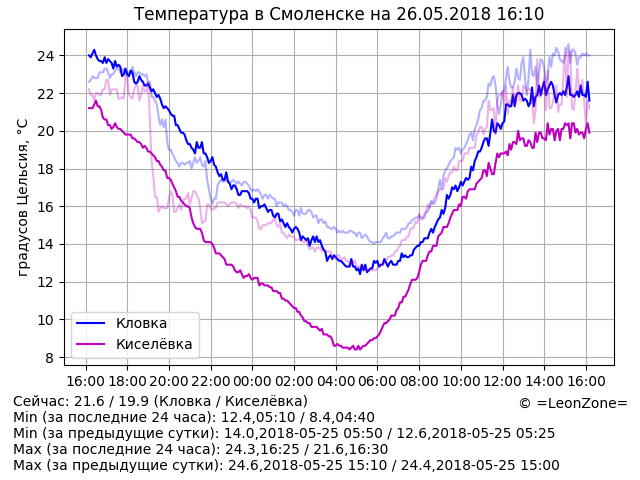 Температура в Смоленске на 26.05.2018 16:10
градусов Цельсия, °C
24
22
20
18
16
14
12
10
8
Кловка
Киселёвка
16:00 18:00 20:00 22:00 00:00 02:00 04:00 06:00 08:00 10:00 12:00 14:00 16:00
Сейчас: 21.6 / 19.9 (Кловка / Киселёвка)
© =LeonZone=
Min (за последние 24 часа): 12.4,05:10 / 8.4,04:40
Min (за предыдущие сутки): 14.0,2018-05-25 05:50 / 12.6,2018-05-25 05:25
Max (за последние 24 часа): 24.3,16:25 / 21.6,16:30
Max (за предыдущие сутки): 24.6,2018-05-25 15:10 / 24.4,2018-05-25 15:00